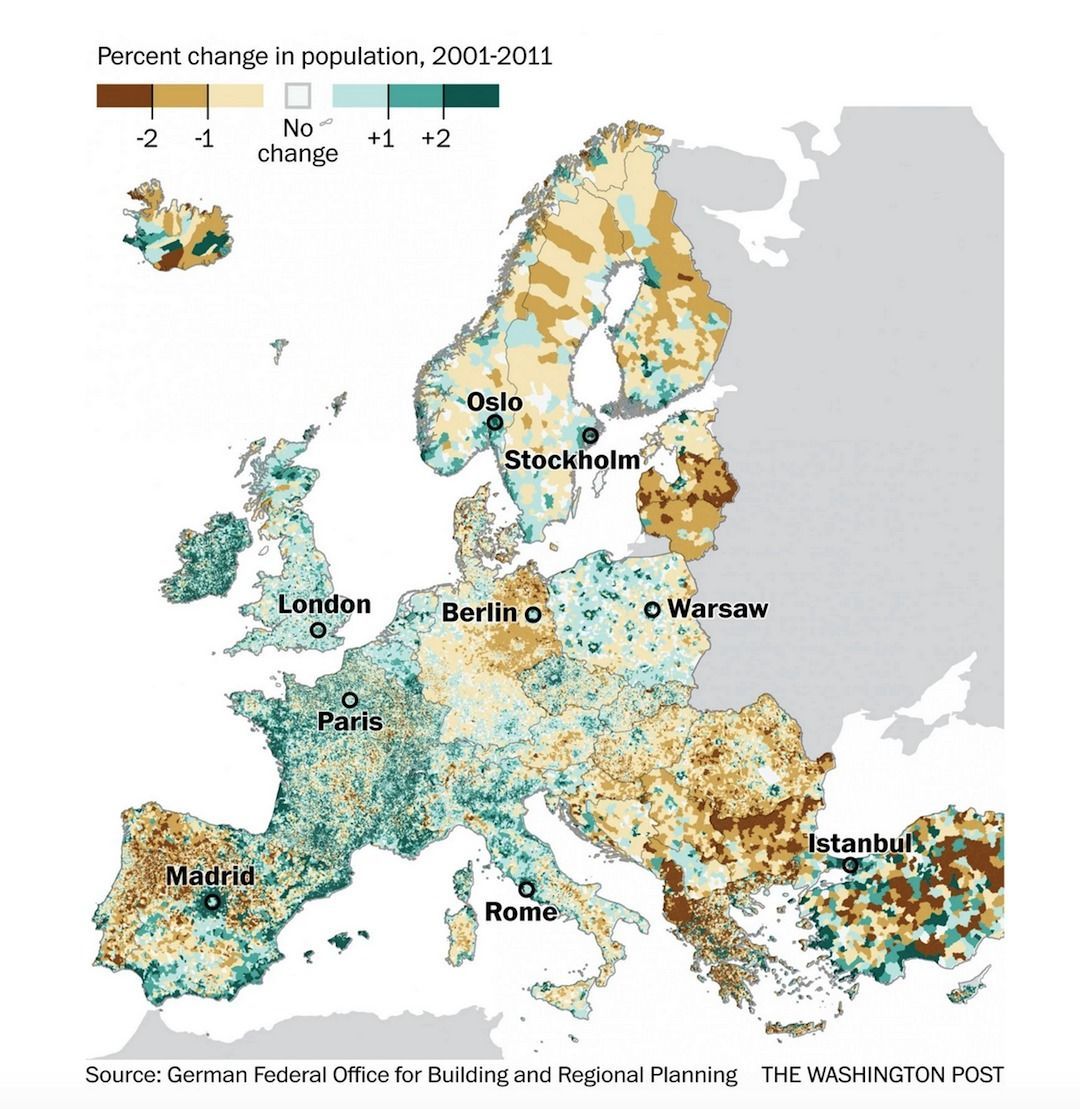 Percent change in population, 2001-2011
-2 -1 No change +1 +2
Oslo
Stockholm
London
Berlin
Warsaw
Paris
Istanbul
Madrid
Rome
Source: German Federal Office for Building and Regional Planning THE WASHINGTON POST